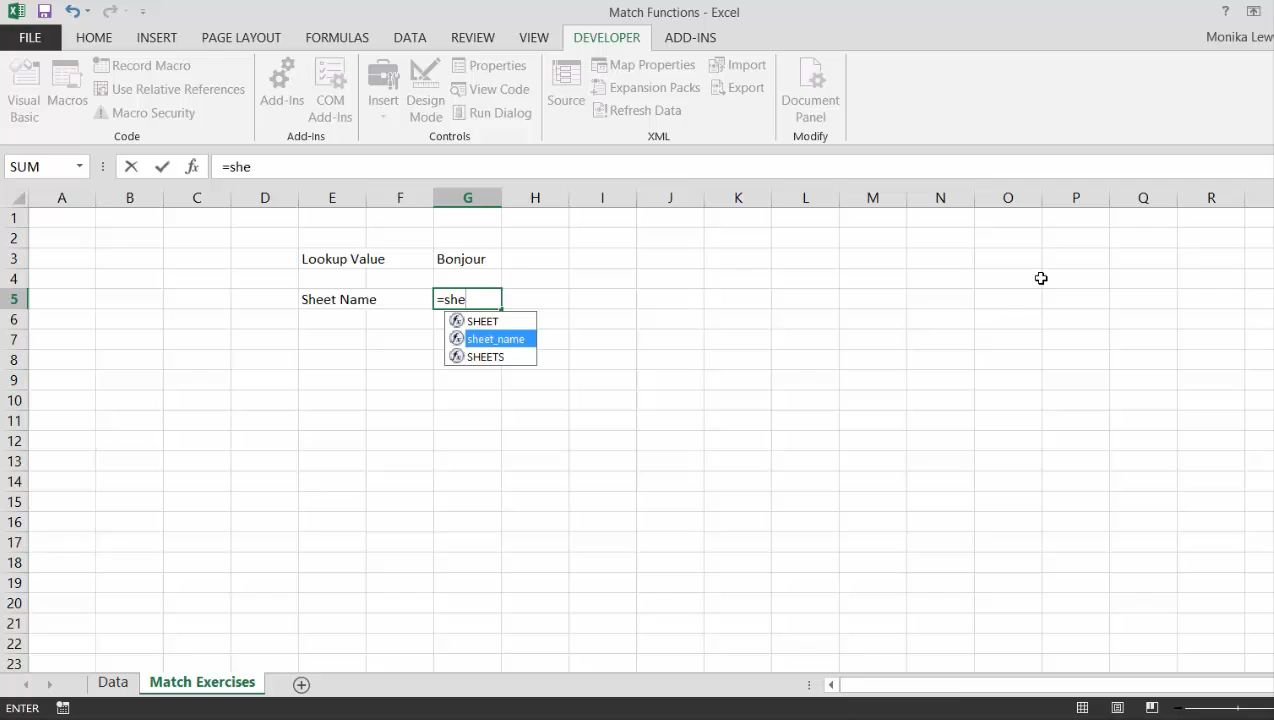 Match Functions - Excel
?
FILE HOME INSERT PAGE LAYOUT FORMULAS DATA REVIEW VIEW DEVELOPER ADD-INS
Monika Lew
Visual Basic
Macros
Record Macro
Use Relative References
Macro Security
Code
Add-Ins
COM Add-Ins
Add-Ins
Insert
Design Mode
Properties
View Code
Run Dialog
Controls
Source
Map Properties
Expansion Packs
Refresh Data
Import
Export
XML
Document Panel
Modify
SUM
fx
=she
A B C D E F G H I J K L M N O P Q R
1
2
3 Lookup Value Bonjour
4
5 Sheet Name =she
6 SHEET
7 sheet_name
8 SHEETS
9
10
11
12
13
14
15
16
17
18
19
20
21
22
23
Data Match Exercises
ENTER